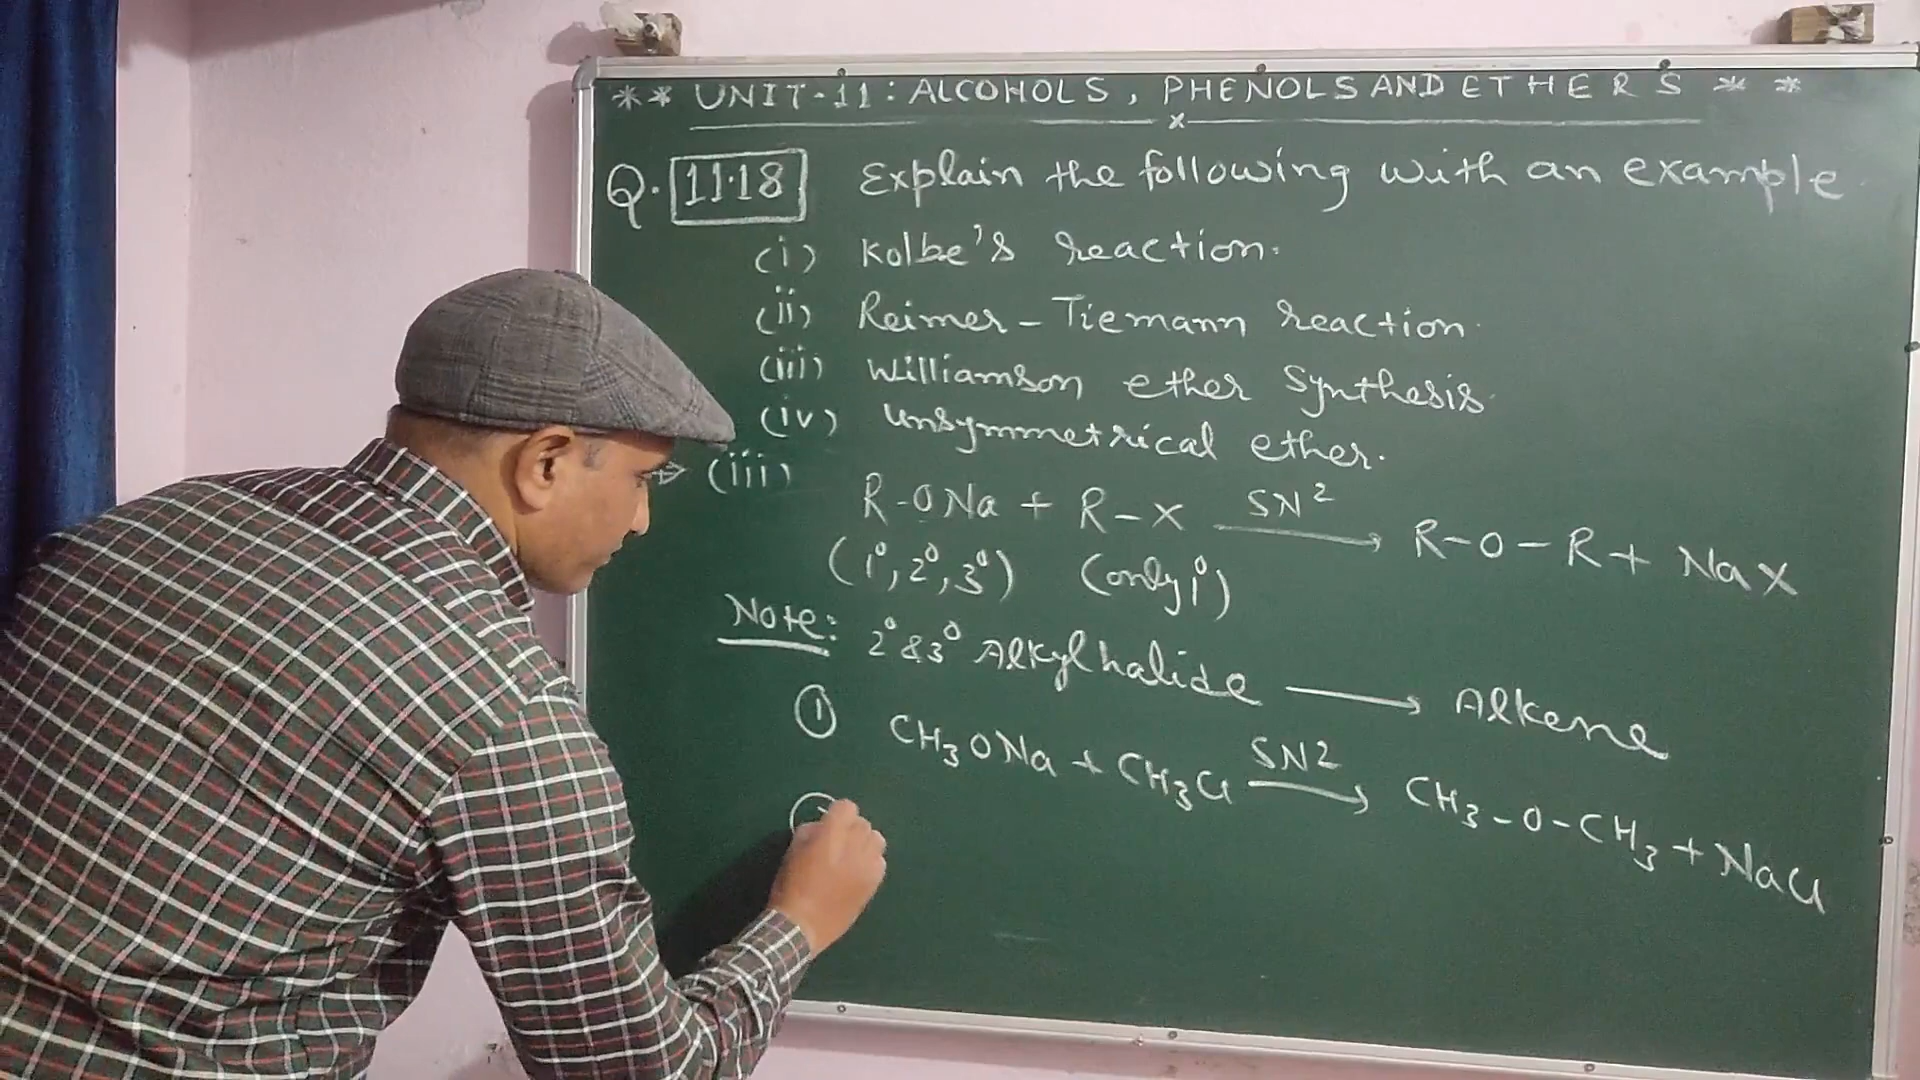 ** UNIT-11: ALCOHOLS, PHENOLS AND ETHERS **
x
Q. 11.18 Explain the following with an example
(i) Kolbe's reaction.
(ii) Reimer-Tiemann reaction.
(iii) Williamson ether Synthesis.
(iv) Unsymmetrical ether.
→ (iii) R-ONa + R-X SN² → R-O-R + NaX
(1°, 2°, 3°) (only 1°)
Note: 2° & 3° Alkylhalide → Alkene
① CH₃ONa + CH₃Cl SN2 → CH₃-O-CH₃ + NaCl